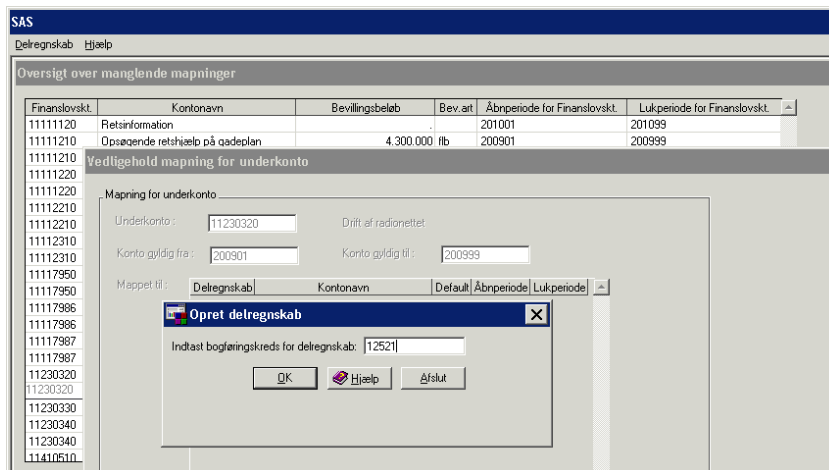 SAS
Delregnskab Hjælp
Oversigt over manglende mapninger
Finanslovskt. Kontonavn Bevillingsbeløb Bev.art Åbnperiode for Finanslovskt. Lukperiode for Finanslovskt.
11111120 Retsinformation . 201001 201099
11111210 Opsøgende retshjælp på gadeplan 4.300.000 flb 200901 200999
11111210
Vedligehold mapning for underkonto
11111220
11111220
Mapning for underkonto
11112210
Underkonto : 11230320 Drift af radionettet
11112210
11112310
Konto gyldig fra : 200901 Konto gyldig til : 200999
11112310
11117950
Mappet til : Delregnskab Kontonavn Default Åbnperiode Lukperiode
11117950
11117986
Opret delregnskab
11117986
11117987
Indtast bogføringskreds for delregnskab: 12521
11117987
11230320
OK Hjælp Afslut
11230320
11230330
11230340
11230340
11410510